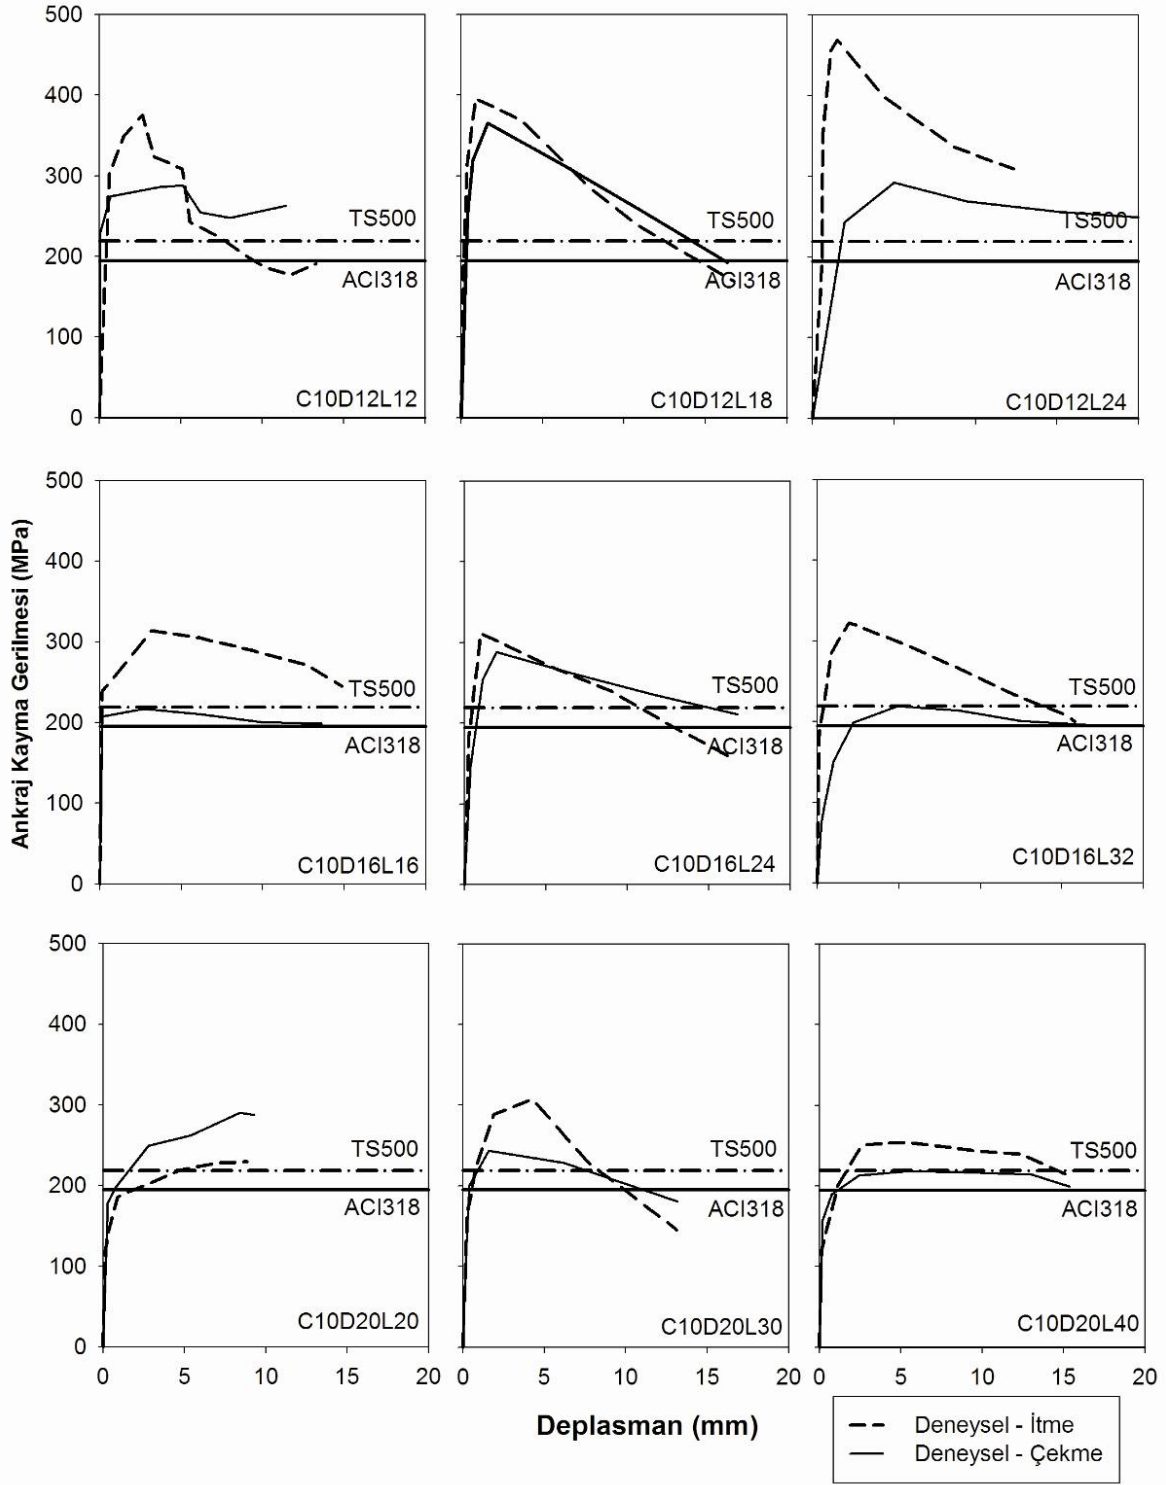 500
400
300
200
100
0
TS500
ACI318
C10D12L12
TS500
ACI318
C10D12L18
TS500
ACI318
C10D12L24
Ankraj Kayma Gerilmesi (MPa)
500
400
300
200
100
0
TS500
ACI318
C10D16L16
TS500
ACI318
C10D16L24
TS500
ACI318
C10D16L32
500
400
300
200
100
0
TS500
ACI318
C10D20L20
TS500
ACI318
C10D20L30
TS500
ACI318
C10D20L40
0 5 10 15 20
0 5 10 15 20
0 5 10 15 20
Deplasman (mm)
Deneysel - İtme
Deneysel - Çekme